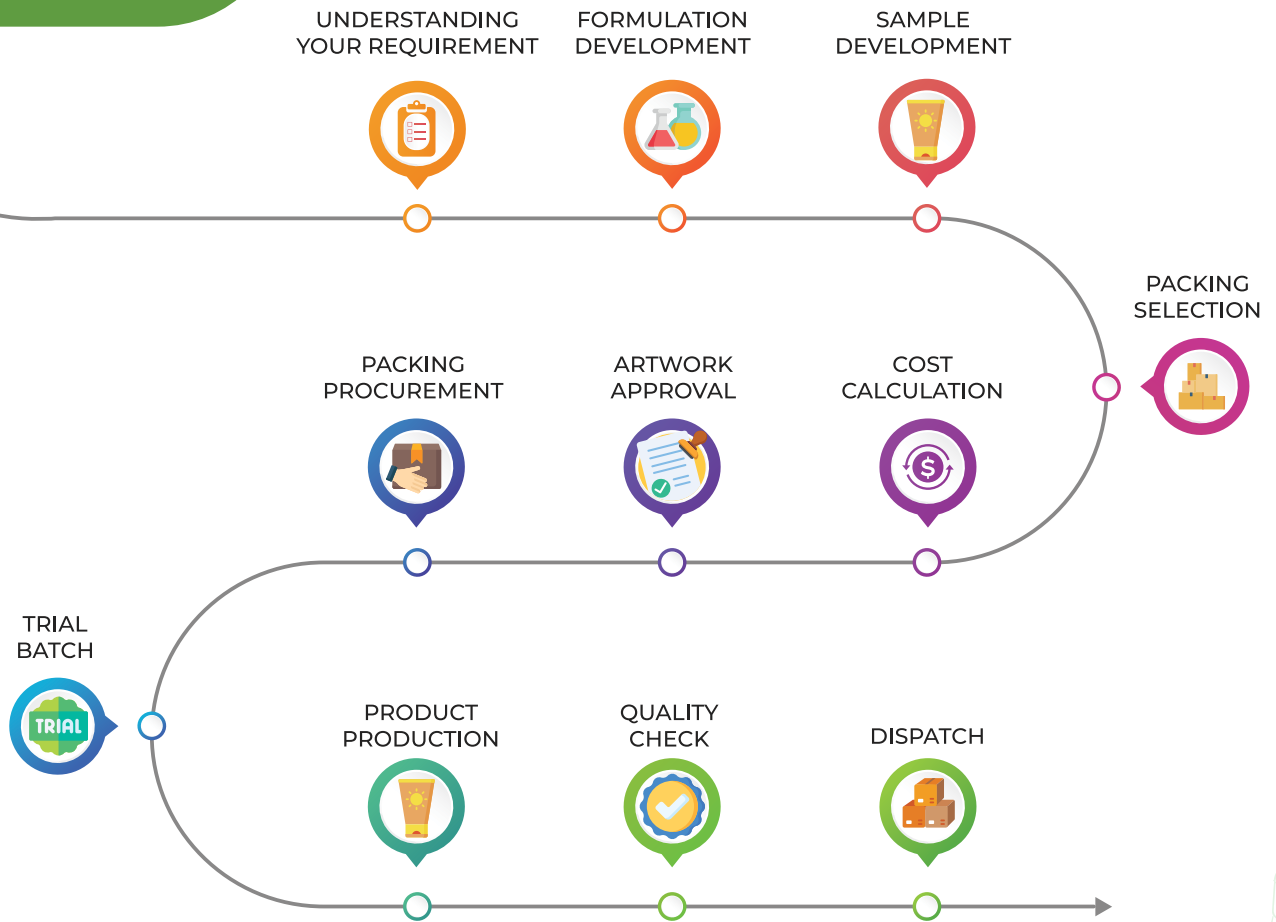 UNDERSTANDING
YOUR REQUIREMENT
FORMULATION
DEVELOPMENT
SAMPLE
DEVELOPMENT
PACKING
SELECTION
COST
CALCULATION
ARTWORK
APPROVAL
PACKING
PROCUREMENT
TRIAL
BATCH
TRIAL
PRODUCT
PRODUCTION
QUALITY
CHECK
DISPATCH